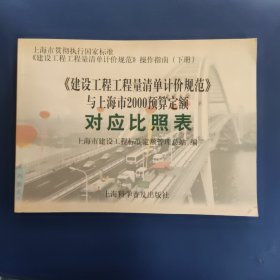 上海市贯彻执行国家标准
《建设工程工程量清单计价规范》操作指南（下册）
《建设工程工程量清单计价规范》
与上海市2000预算定额
对应比照表
上海市建设工程标准定额管理总站 编
上海科学普及出版社